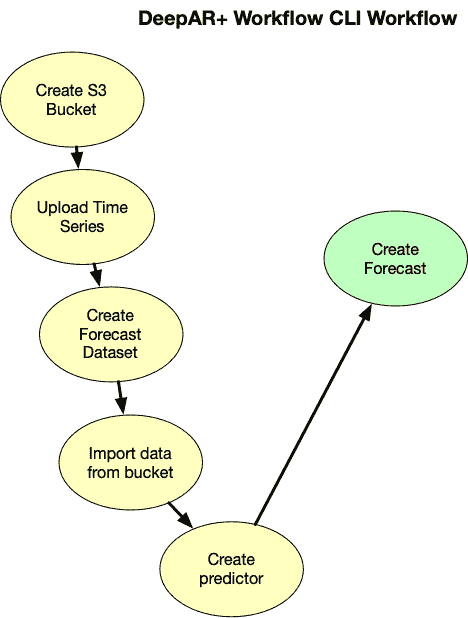 DeepAR+ Workflow CLI Workflow
Create S3
Bucket
Upload Time
Series
Create
Forecast
Dataset
Import data
from bucket
Create
predictor
Create
Forecast